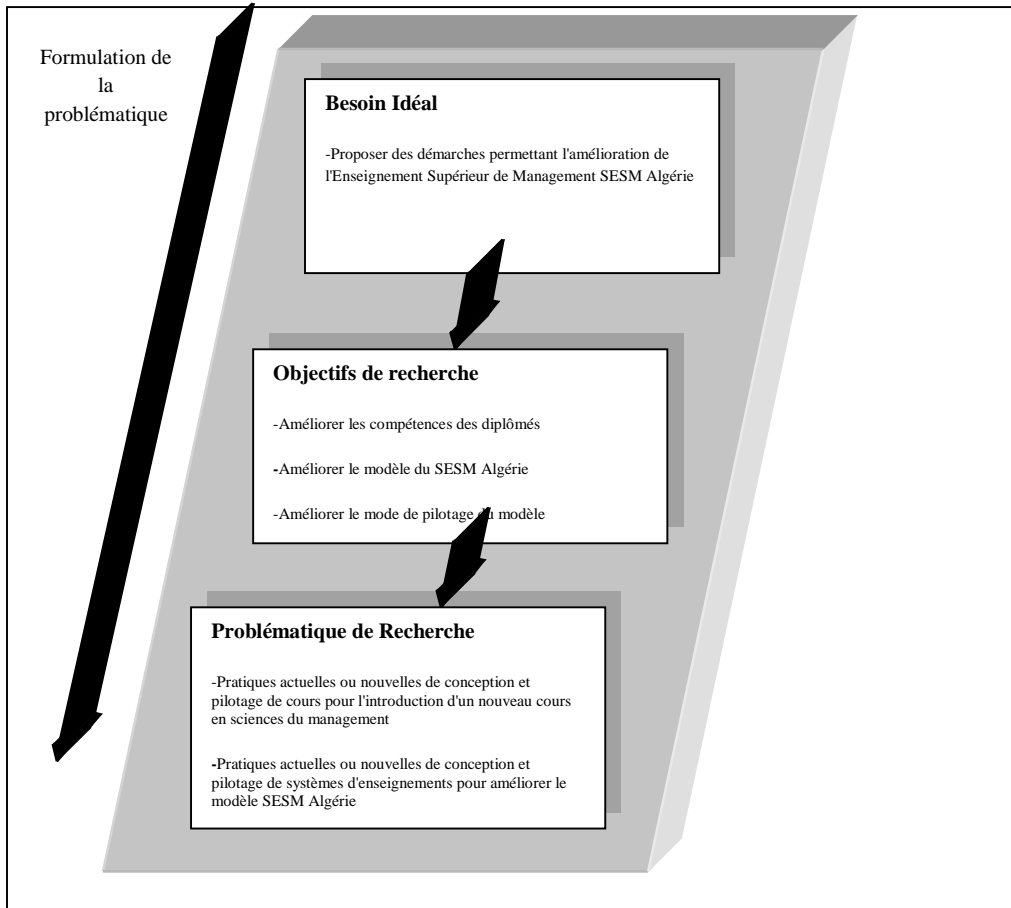 Formulation de
la
problématique
Besoin Idéal
-Proposer des démarches permettant l'amélioration de
l'Enseignement Supérieur de Management SESM Algérie
Objectifs de recherche
-Améliorer les compétences des diplômés
-Améliorer le modèle du SESM Algérie
-Améliorer le mode de pilotage du modèle
Problématique de Recherche
-Pratiques actuelles ou nouvelles de conception et
pilotage de cours pour l'introduction d'un nouveau cours
en sciences du management
-Pratiques actuelles ou nouvelles de conception et
pilotage de systèmes d'enseignements pour améliorer le
modèle SESM Algérie